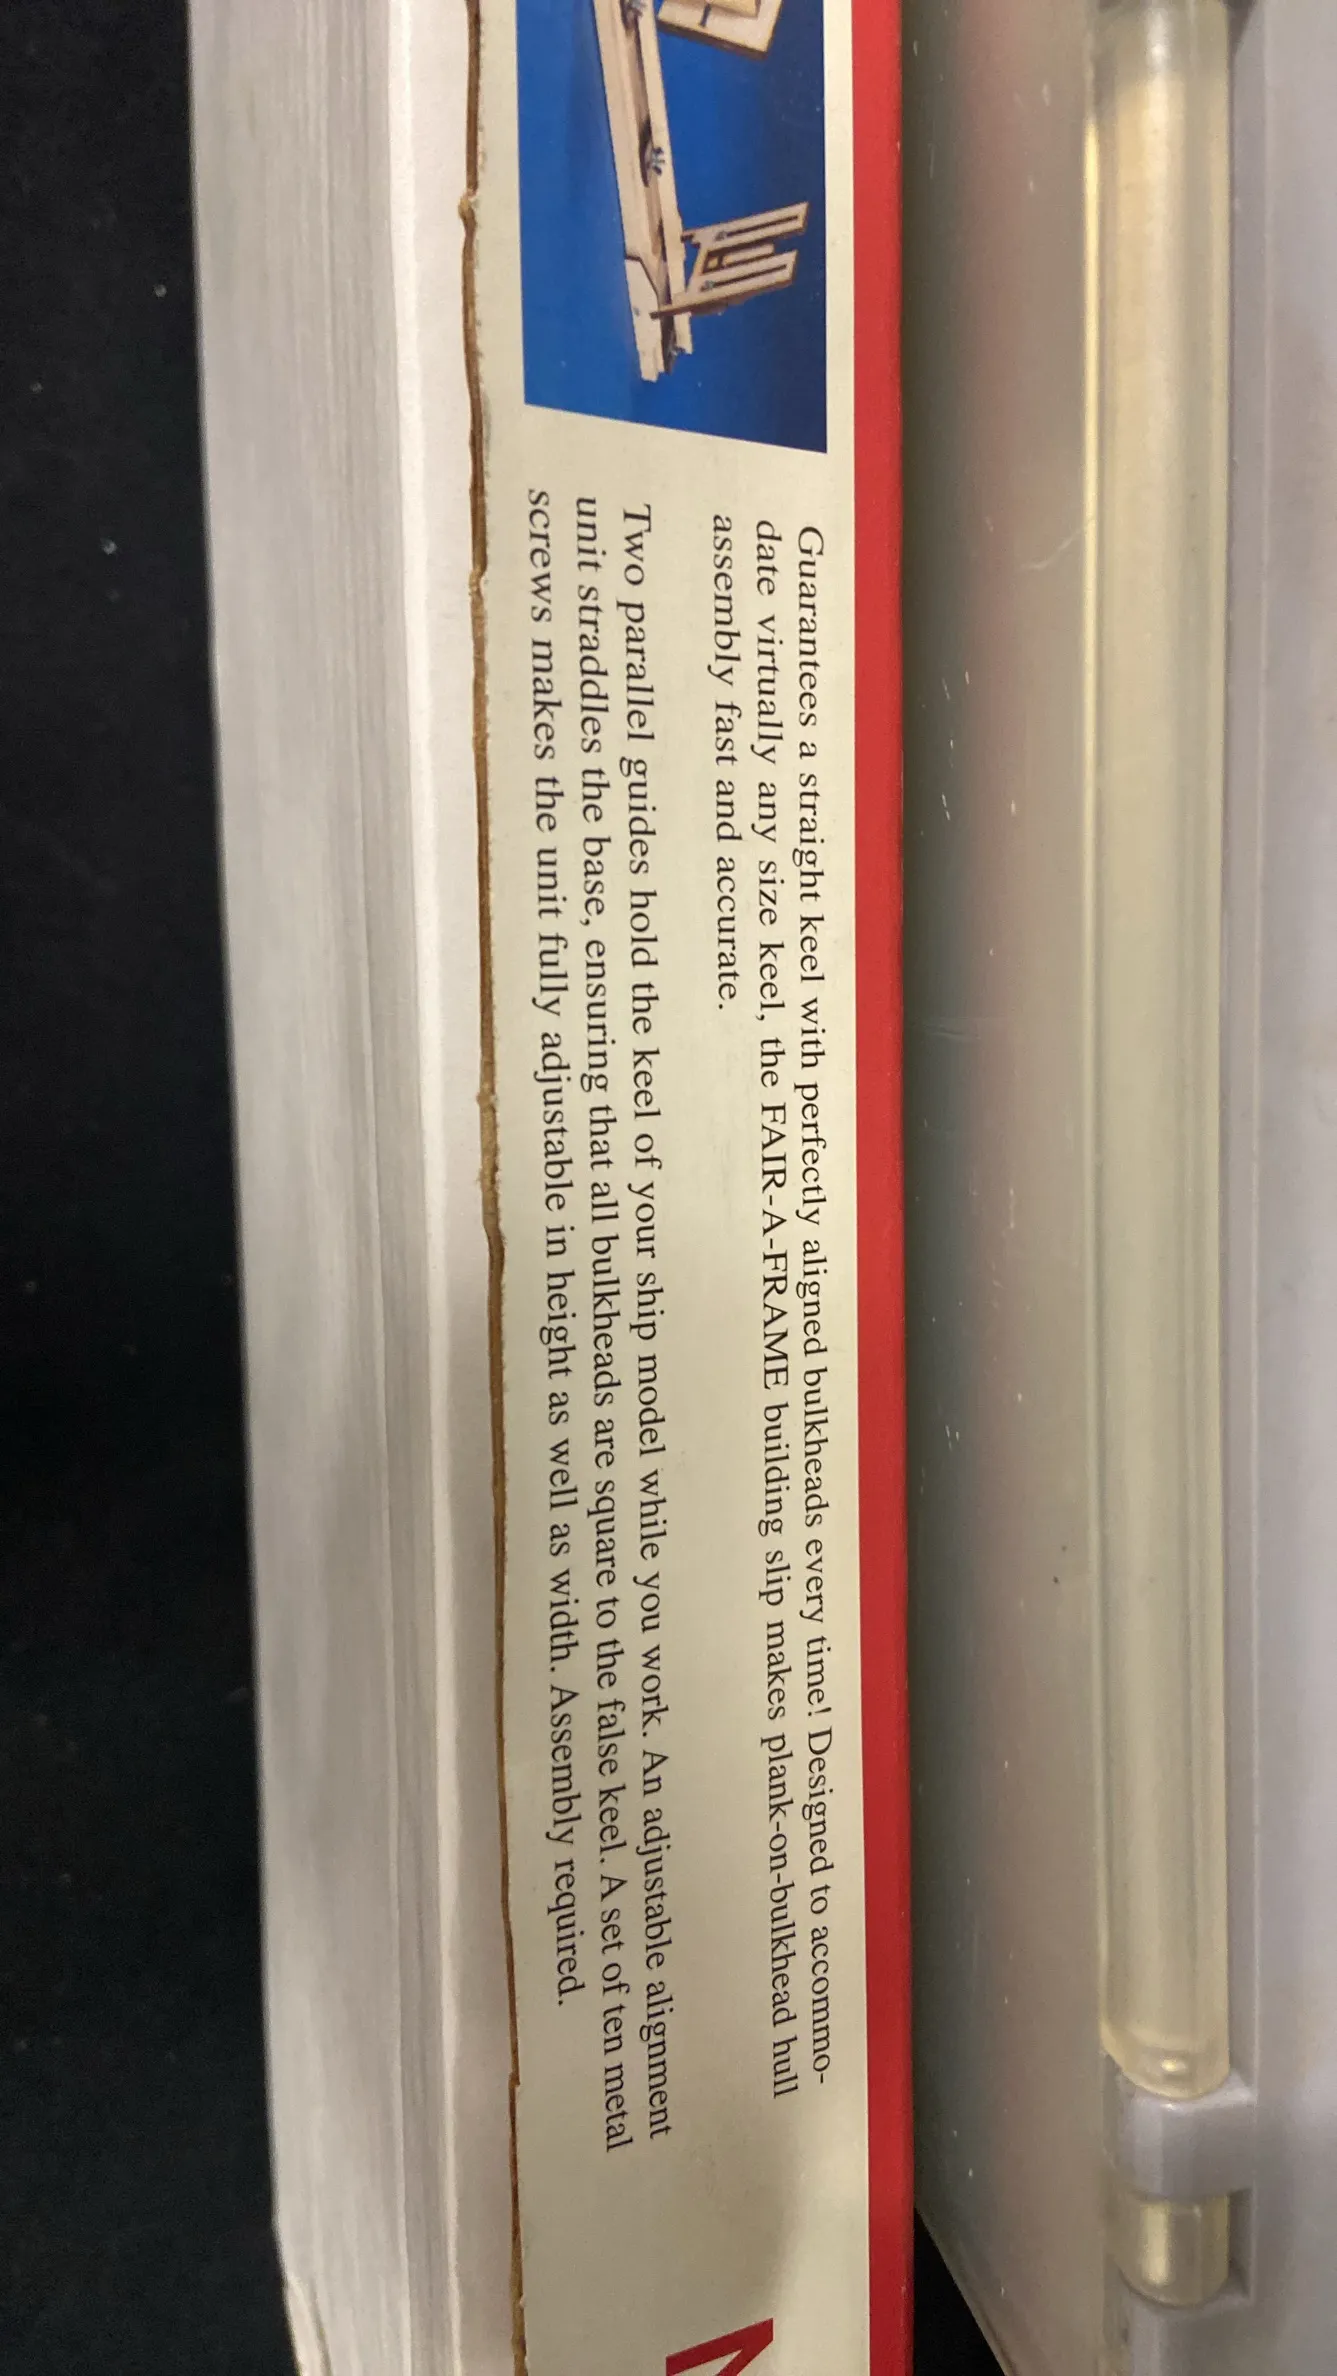 Guarantees a straight keel with perfectly aligned bulkheads every time! Designed to accommo-
date virtually any size keel, the FAIR-A-FRAME building slip makes plank-on-bulkhead hull
assembly fast and accurate.
Two parallel guides hold the keel of your ship model while you work. An adjustable alignment
unit straddles the base, ensuring that all bulkheads are square to the false keel. A set of ten metal
screws makes the unit fully adjustable in height as well as width. Assembly required.